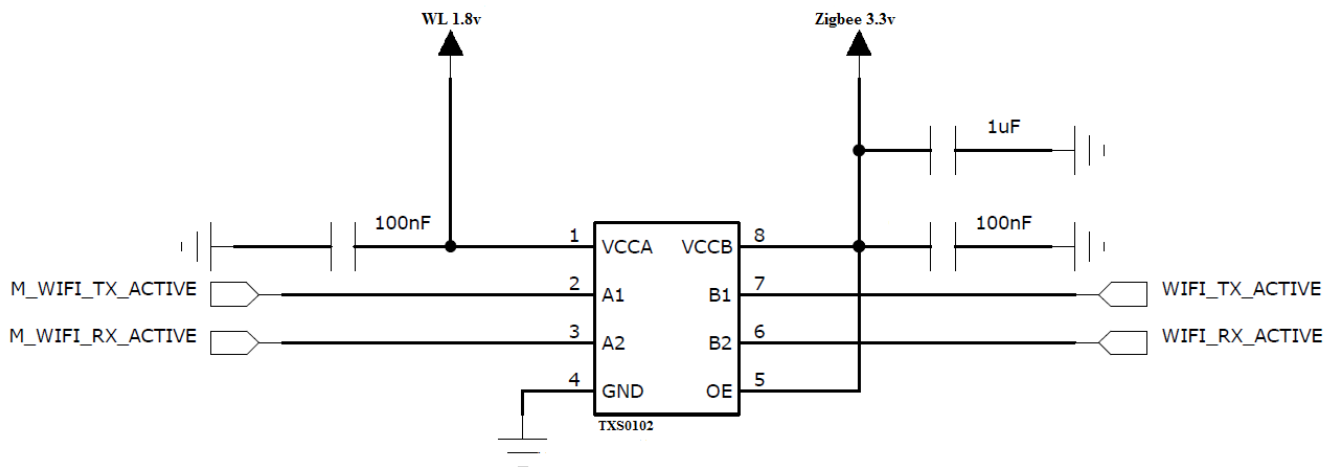 WL 1.8v
Zigbee 3.3v
1uF
100nF
100nF
1
VCCA
VCCB
8
M_WIFI_TX_ACTIVE
2
A1
B1
7
WIFI_TX_ACTIVE
M_WIFI_RX_ACTIVE
3
A2
B2
6
WIFI_RX_ACTIVE
4
GND
OE
5
TXS0102